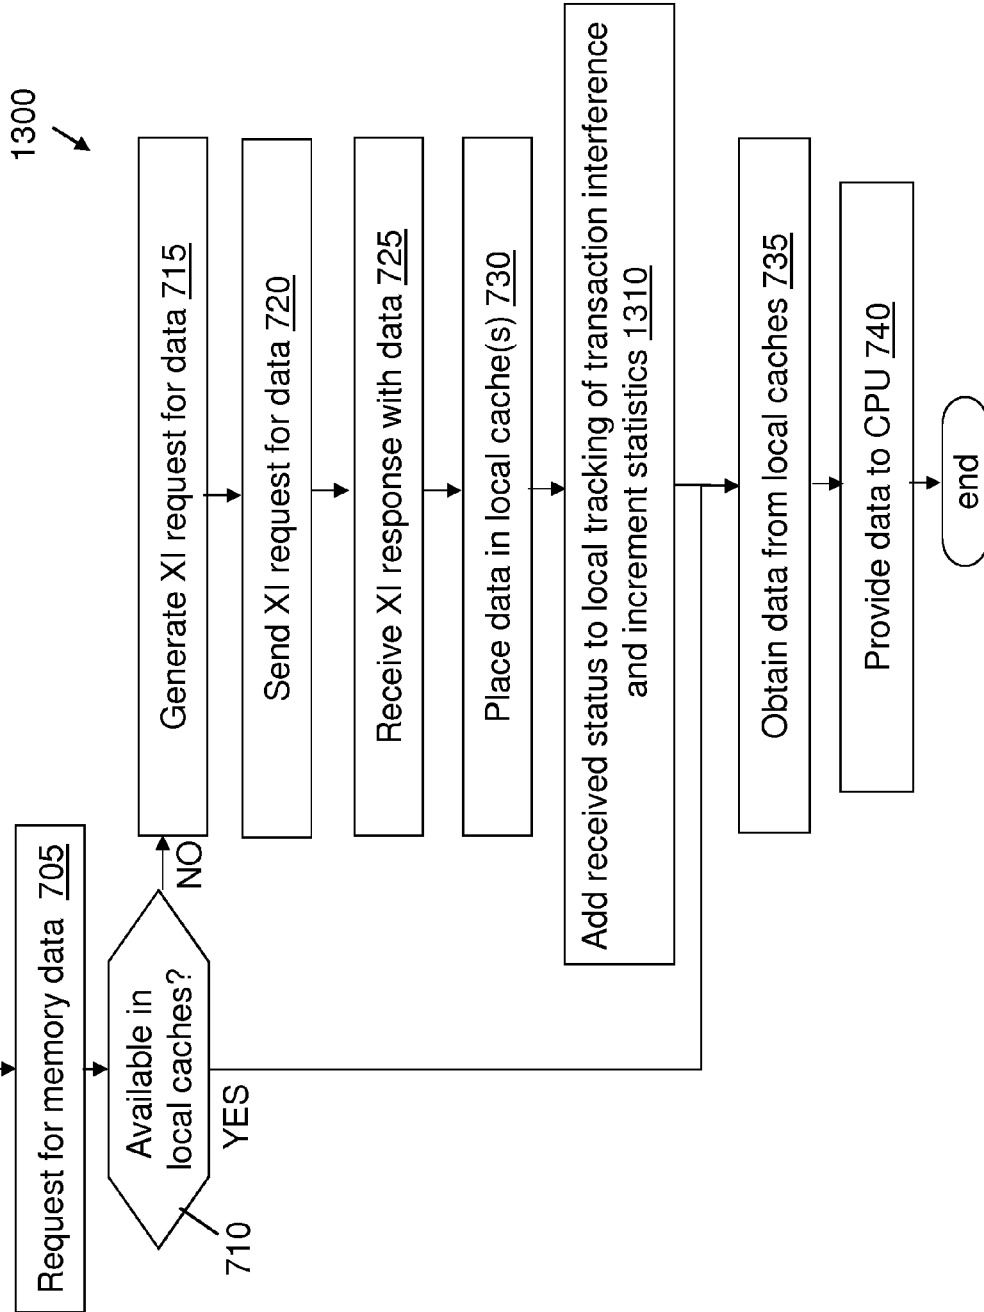 1300
Request for memory data 705
Available in
local caches?
710
NO
YES
Generate XI request for data 715
Send XI request for data 720
Receive XI response with data 725
Place data in local cache(s) 730
Add received status to local tracking of transaction interference
and increment statistics 1310
Obtain data from local caches 735
Provide data to CPU 740
end